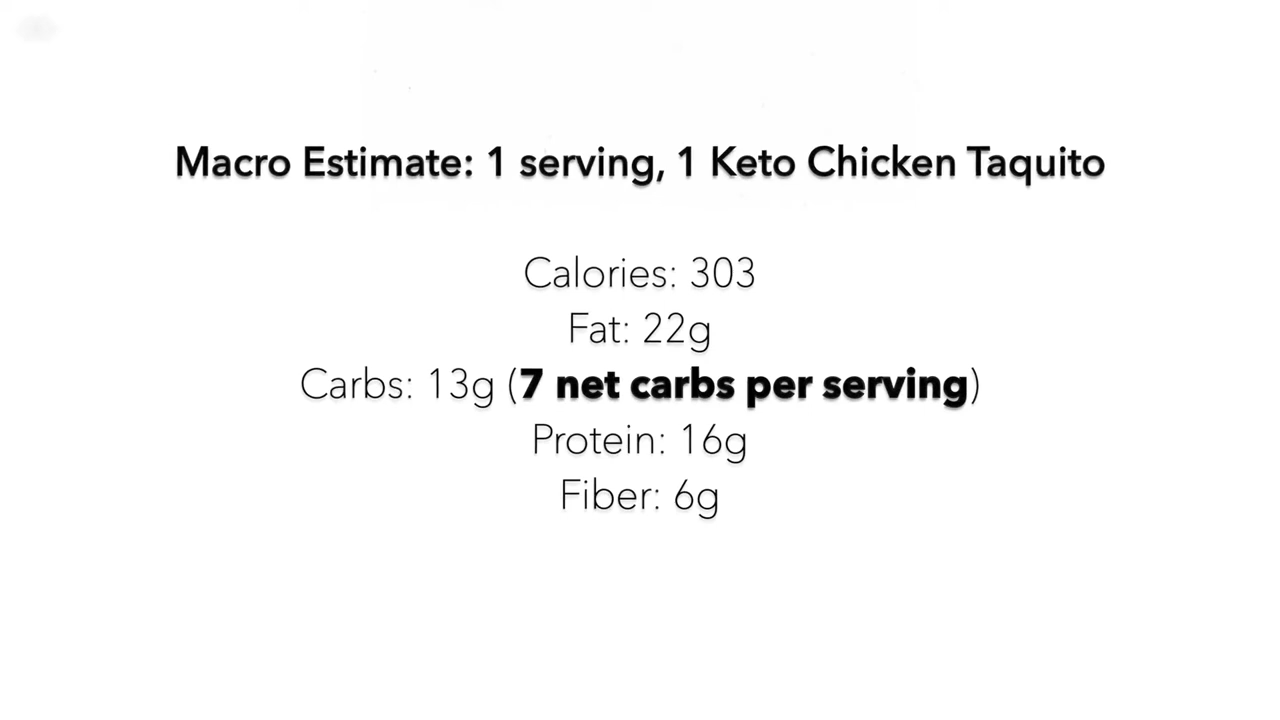 Macro Estimate: 1 serving, 1 Keto Chicken Taquito
Calories: 303
Fat: 22g
Carbs: 13g (7 net carbs per serving)
Protein: 16g
Fiber: 6g